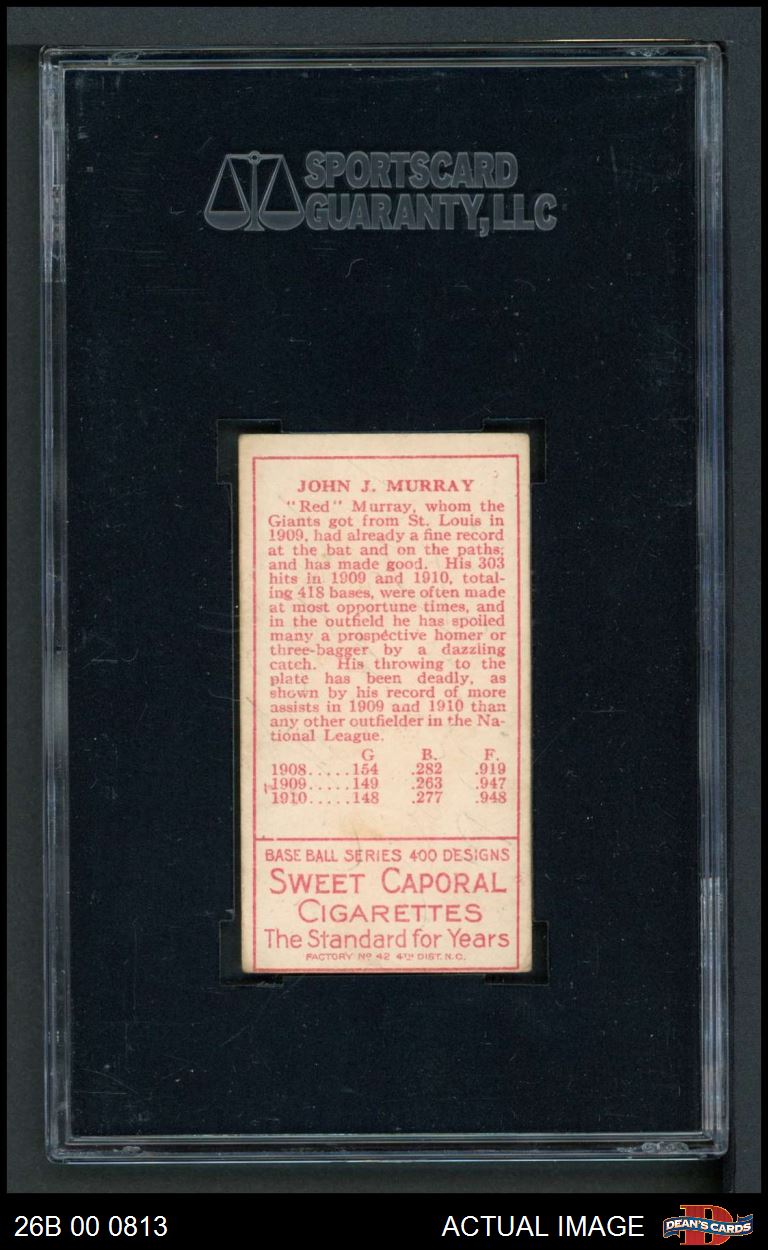 SPORTSCARD
GUARANTY, LLC
JOHN J. MURRAY
"Red" Murray, whom the
Giants got from St. Louis in
1909, had already a fine record
at the bat and on the paths;
and has made good. His 303
hits in 1909 and 1910, total-
ing 418 bases, were often made
at most opportune times, and
in the outfield he has spoiled
many a prospective homer or
three-bagger by a dazzling
catch. His throwing to the
plate has been deadly, as
shown by his record of more
assists in 1909 and 1910 than
any other outfielder in the Na-
tional League.
G B. F.
1908.....154 .282 .919
1909.....149 .263 .947
1910.....148 .277 .948
BASE BALL SERIES 400 DESIGNS
SWEET CAPORAL
CIGARETTES
The Standard for Years
FACTORY Nº 42 4TH DIST. N.C.
26B 00 0813 ACTUAL IMAGE DEAN'S CARDS